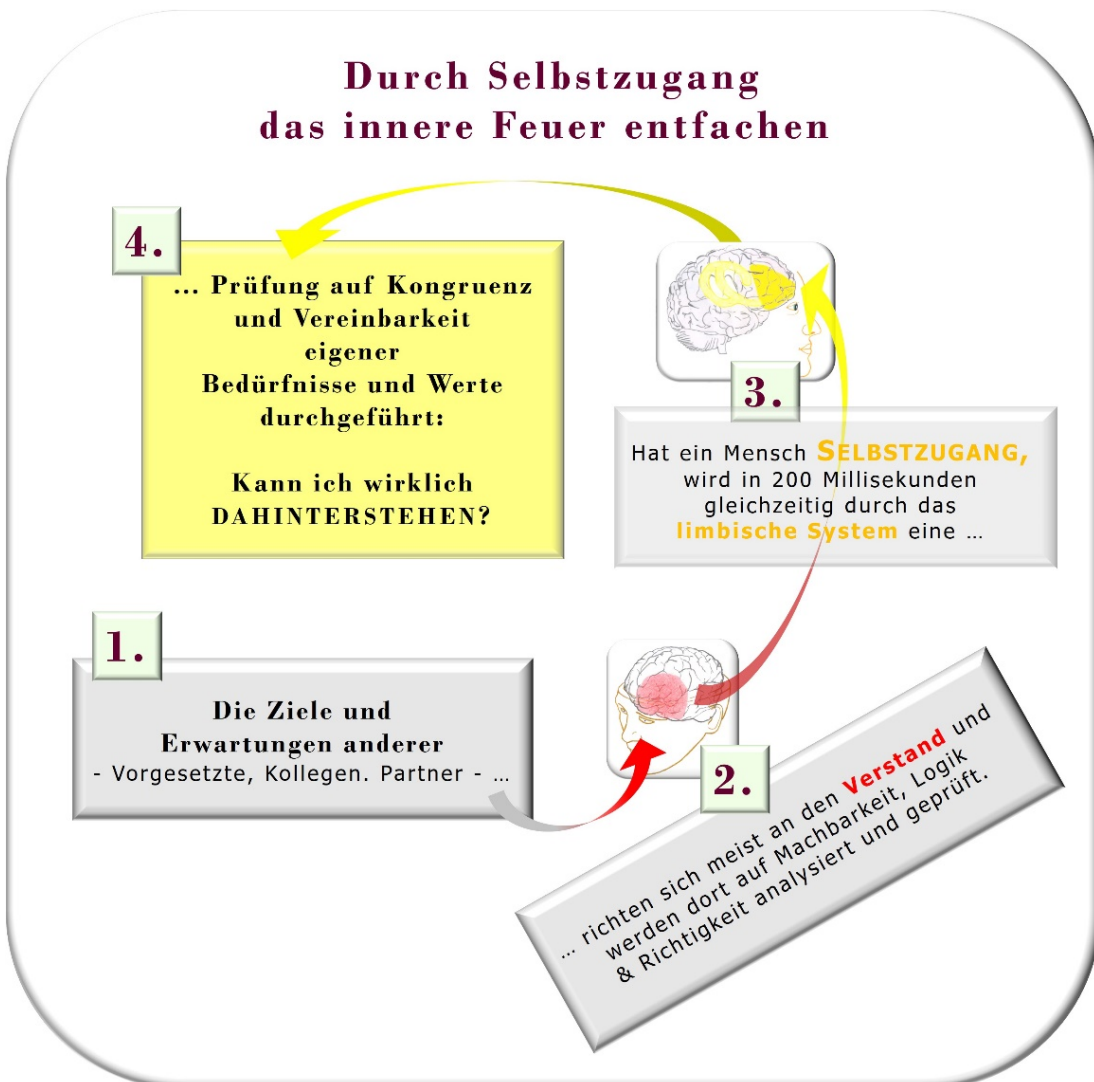 Durch Selbstzugang
das innere Feuer entfachen
1.
Die Ziele und
Erwartungen anderer
- Vorgesetzte, Kollegen. Partner - ...
2.
... richten sich meist an den Verstand und
werden dort auf Machbarkeit, Logik
& Richtigkeit analysiert und geprüft.
3.
Hat ein Mensch SELBSTZUGANG,
wird in 200 Millisekunden
gleichzeitig durch das
limbische System eine ...
4.
... Prüfung auf Kongruenz
und Vereinbarkeit
eigener
Bedürfnisse und Werte
durchgeführt:
Kann ich wirklich
DAHINTERSTEHEN?